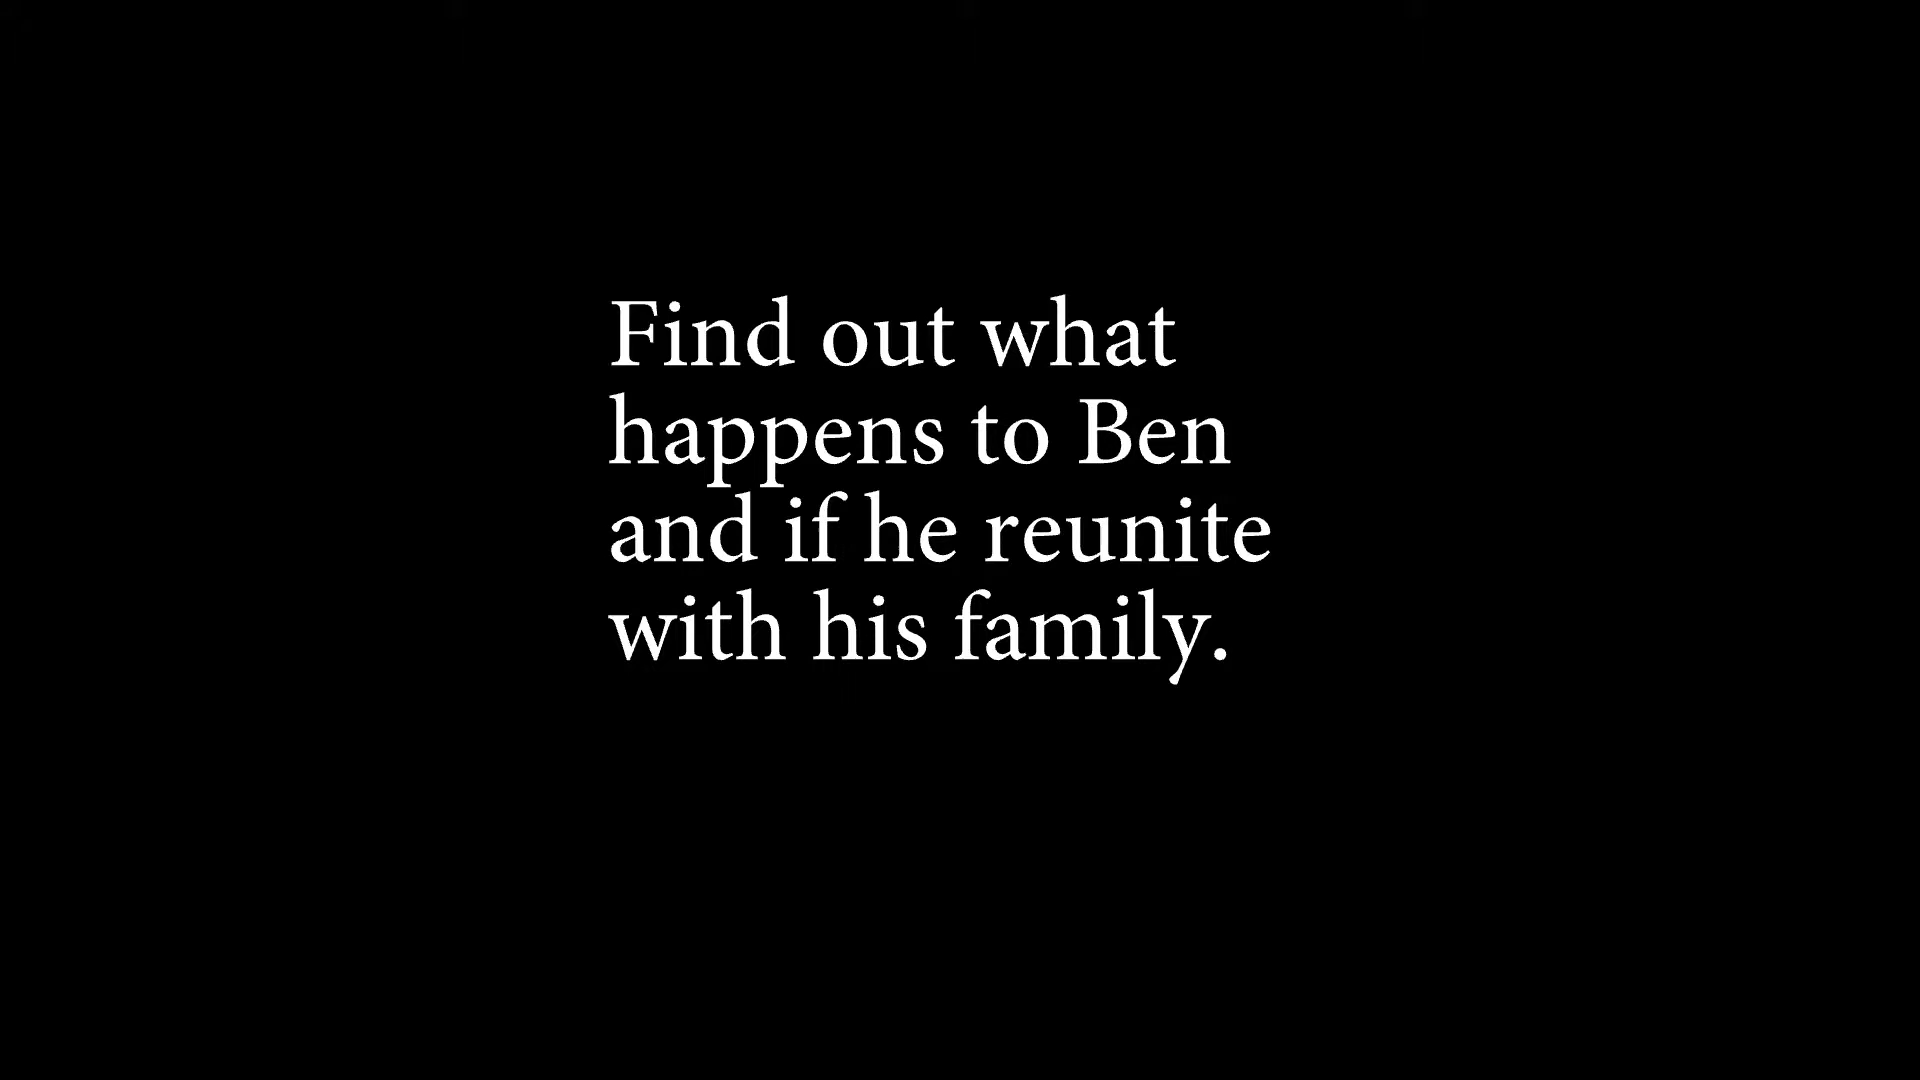 Find out what
happens to Ben
and if he reunite
with his family.